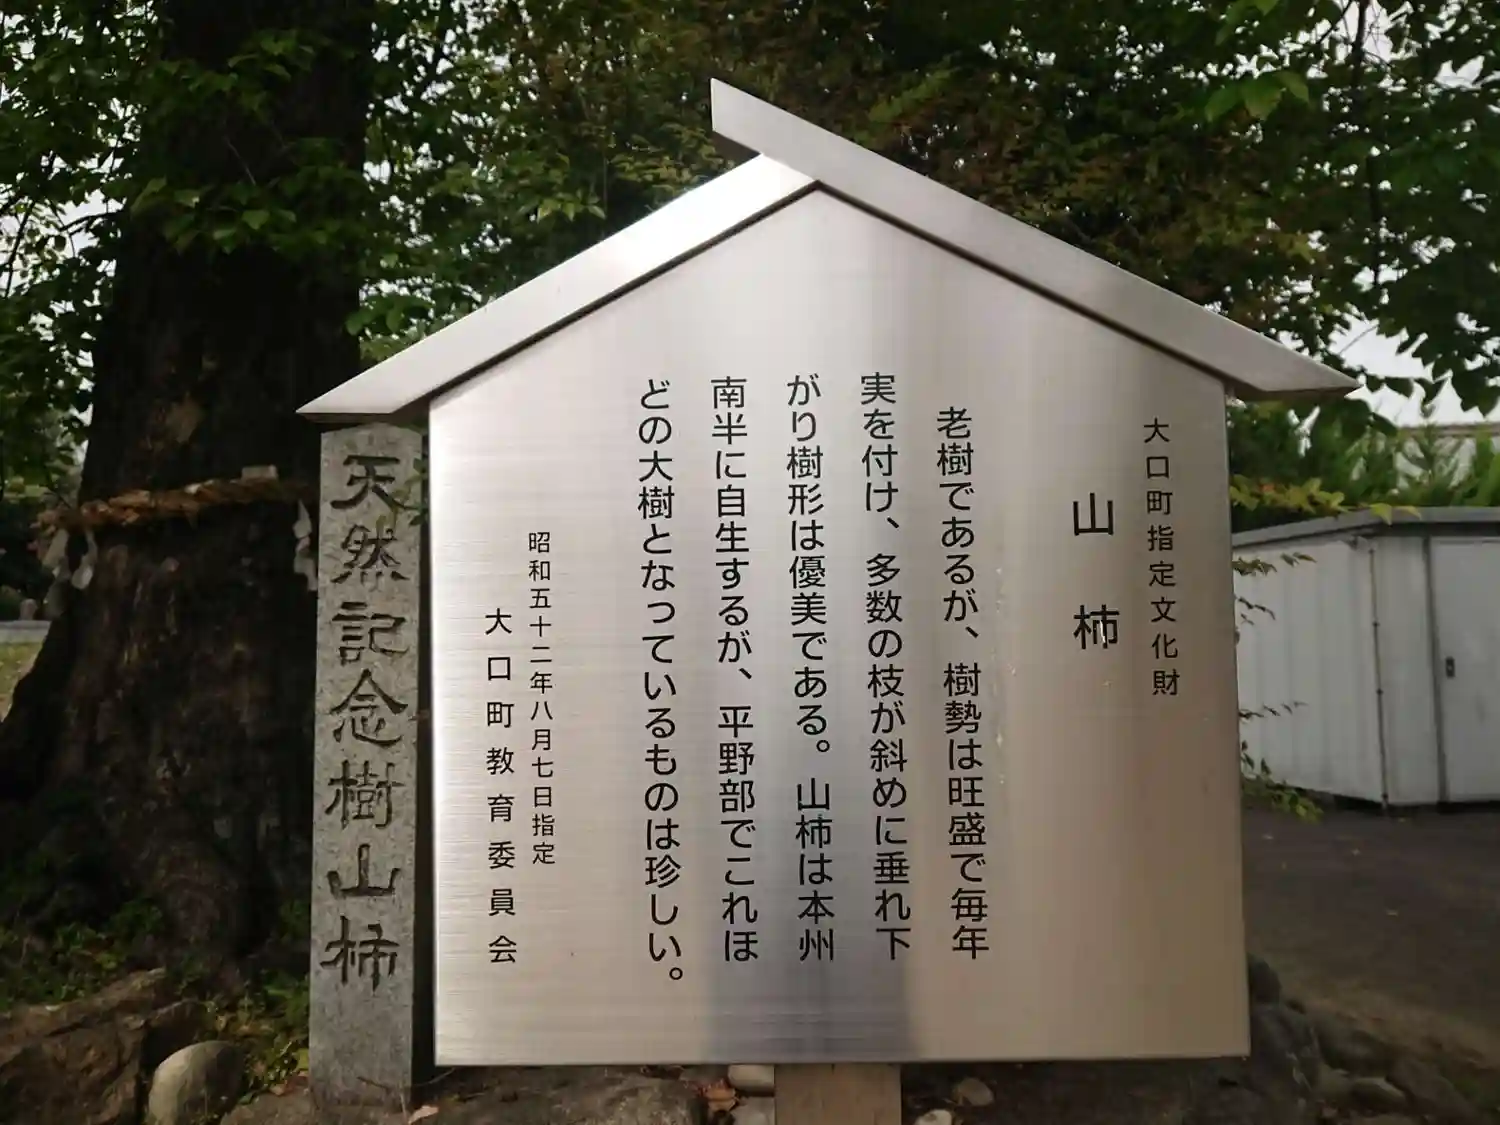 大口町指定文化財
山柿
老樹であるが、樹勢は旺盛で毎年
実を付け、多数の枝が斜めに垂れ下
がり樹形は優美である。山柿は本州
南半に自生するが、平野部でこれほ
どの大樹となっているものは珍しい。
昭和五十二年八月七日指定
大口町教育委員会
天然記念樹山柿